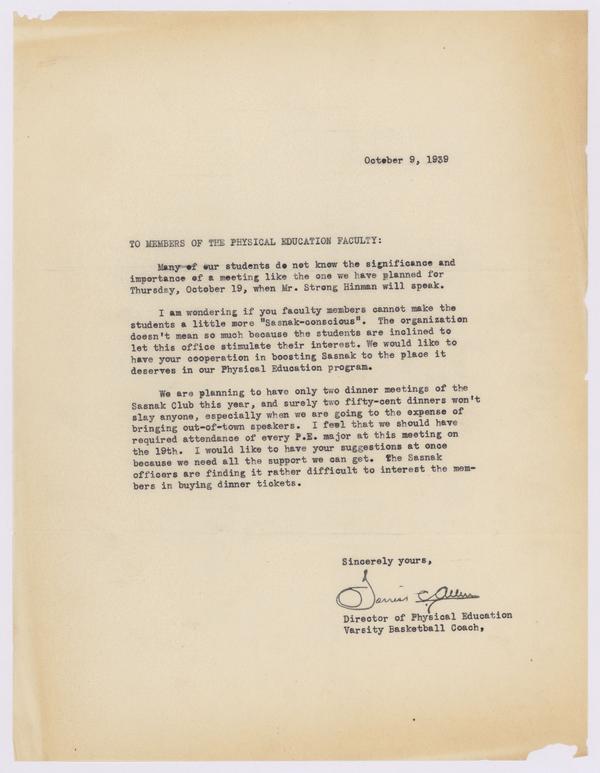 October 9, 1939
TO MEMBERS OF THE PHYSICAL EDUCATION FACULTY:
Many of our students do not know the significance and
importance of a meeting like the one we have planned for
Thursday, October 19, when Mr. Strong Hinman will speak.
I am wondering if you faculty members cannot make the
students a little more "Sasnak-conscious". The organization
doesn't mean so much because the students are inclined to
let this office stimulate their interest. We would like to
have your cooperation in boosting Sasnak to the place it
deserves in our Physical Education program.
We are planning to have only two dinner meetings of the
Sasnak Club this year, and surely two fifty-cent dinners won't
slay anyone, especially when we are going to the expense of
bringing out-of-town speakers. I feel that we should have
required attendance of every P.E. major at this meeting on
the 19th. I would like to have your suggestions at once
because we need all the support we can get. The Sasnak
officers are finding it rather difficult to interest the mem-
bers in buying dinner tickets.
Sincerely yours,
Forrest C. Allen
Director of Physical Education
Varsity Basketball Coach,